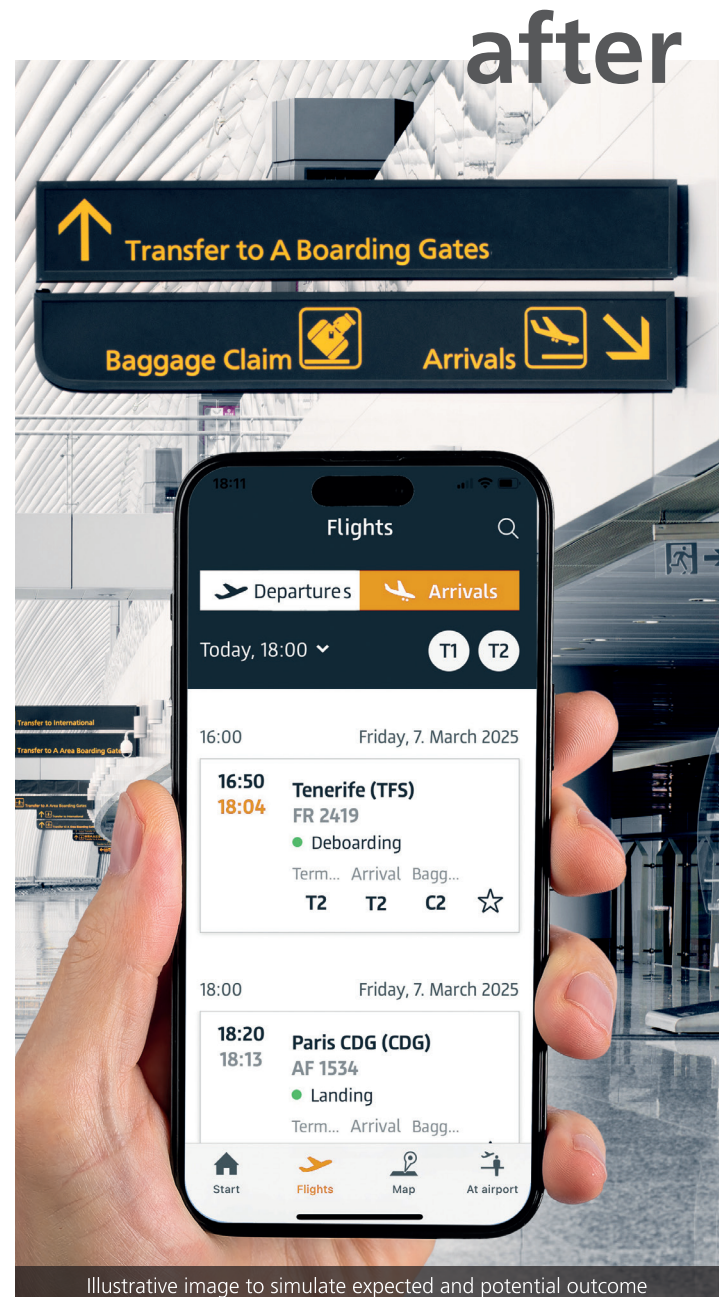 after
Transfer to A Boarding Gates
Baggage Claim
Arrivals
18:11
Flights
Departures
Arrivals
Today, 18:00
T1
T2
Transfer to International
Transfer to A Area Boarding Gate
16:00 Friday, 7. March 2025
16:50 Tenerife (TFS)
18:04 FR 2419
Deboarding
Term... Arrival Bagg...
T2 T2 C2
18:00 Friday, 7. March 2025
18:20 Paris CDG (CDG)
18:13 AF 1534
Landing
Term... Arrival Bagg...
Start Flights Map At airport
Illustrative image to simulate expected and potential outcome